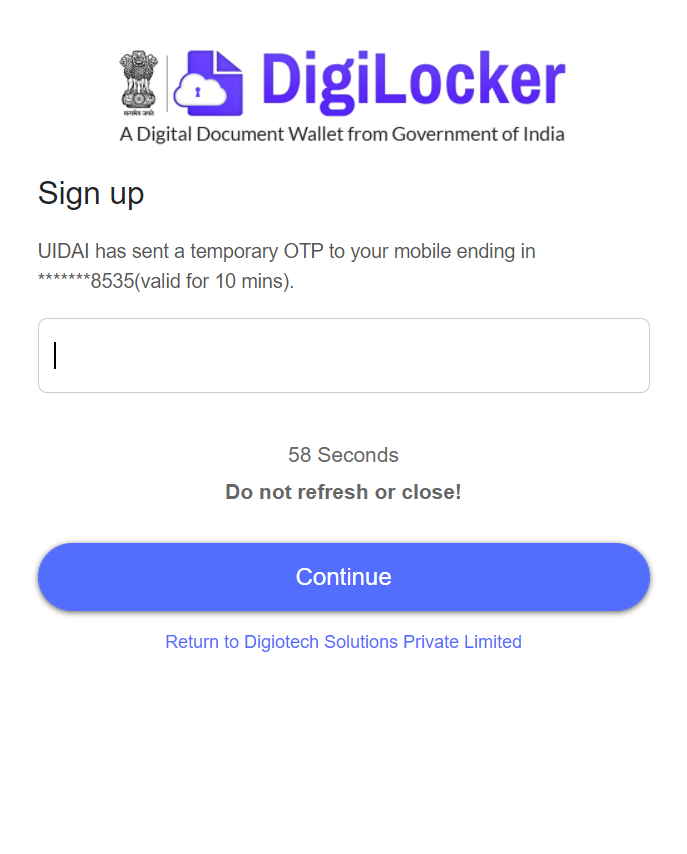 DigiLocker
A Digital Document Wallet from Government of India
Sign up
UIDAI has sent a temporary OTP to your mobile ending in
*******8535(valid for 10 mins).
58 Seconds
Do not refresh or close!
Continue
Return to Digiotech Solutions Private Limited